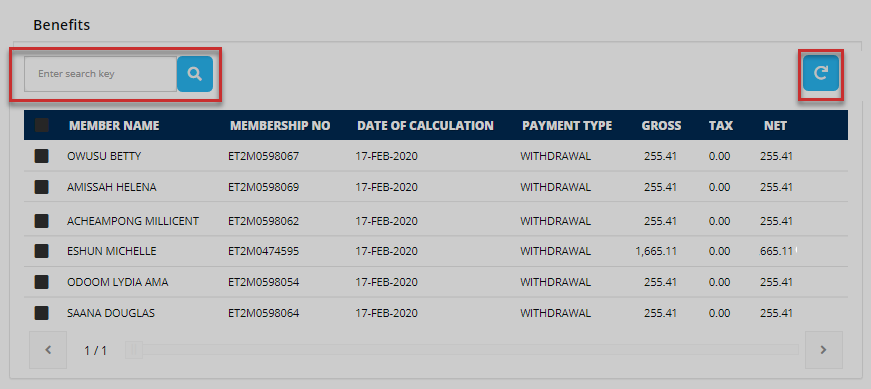 Benefits
Enter search key
MEMBER NAME MEMBERSHIP NO DATE OF CALCULATION PAYMENT TYPE GROSS TAX NET
OWUSU BETTY ET2M0598067 17-FEB-2020 WITHDRAWAL 255.41 0.00 255.41
AMISSAH HELENA ET2M0598069 17-FEB-2020 WITHDRAWAL 255.41 0.00 255.41
ACHEAMPONG MILLICENT ET2M0598062 17-FEB-2020 WITHDRAWAL 255.41 0.00 255.41
ESHUN MICHELLE ET2M0474595 17-FEB-2020 WITHDRAWAL 1,665.11 0.00 665.11
ODOOM LYDIA AMA ET2M0598054 17-FEB-2020 WITHDRAWAL 255.41 0.00 255.41
SAANA DOUGLAS ET2M0598064 17-FEB-2020 WITHDRAWAL 255.41 0.00 255.41
1 / 1